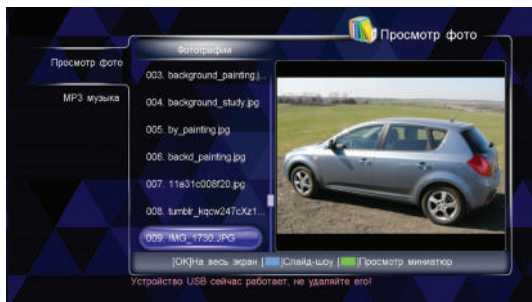 Просмотр фото
Фотографии
Просмотр фото
MP3 музыка
003. background_painting.j...
004. background_study.jpg
005. by_painting.jpg
006. backd_painting.jpg
007. 11a31c008f20.jpg
008. tumblr_kqcw247cXz1...
009. IMG_1730.JPG
[OK]На весь экран | Слайд-шоу | Просмотр миниатюр
Устройство USB сейчас работает, не удаляйте его!